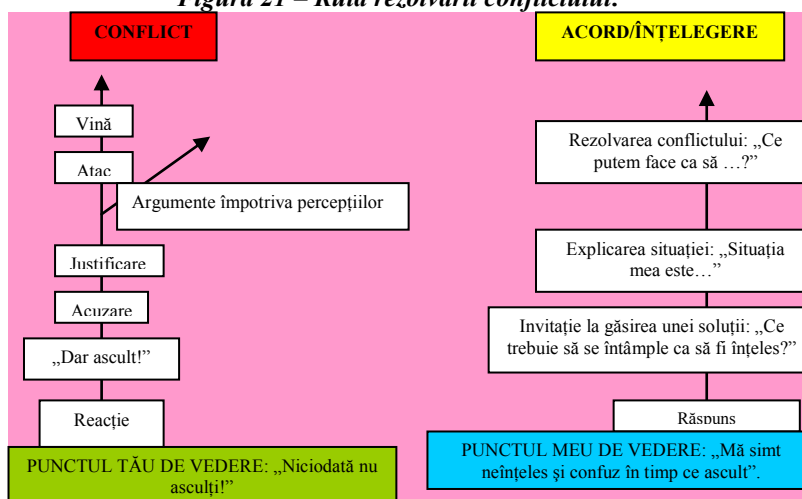 Figura 21 – Ruta rezolvării conflictului.
CONFLICT
Vină
Atac
Argumente împotriva percepțiilor
Justificare
Acuzare
„Dar ascult!”
Reacție
PUNCTUL TĂU DE VEDERE: „Niciodată nu
asculți!”
ACORD/ÎNȚELEGERE
Rezolvarea conflictului: „Ce
putem face ca să …?”
Explicarea situației: „Situația
mea este…”
Invitație la găsirea unei soluții: „Ce
trebuie să se întâmple ca să fi înțeles?”
Răspuns
PUNCTUL MEU DE VEDERE: „Mă simt
neînțeles și confuz în timp ce ascult”.